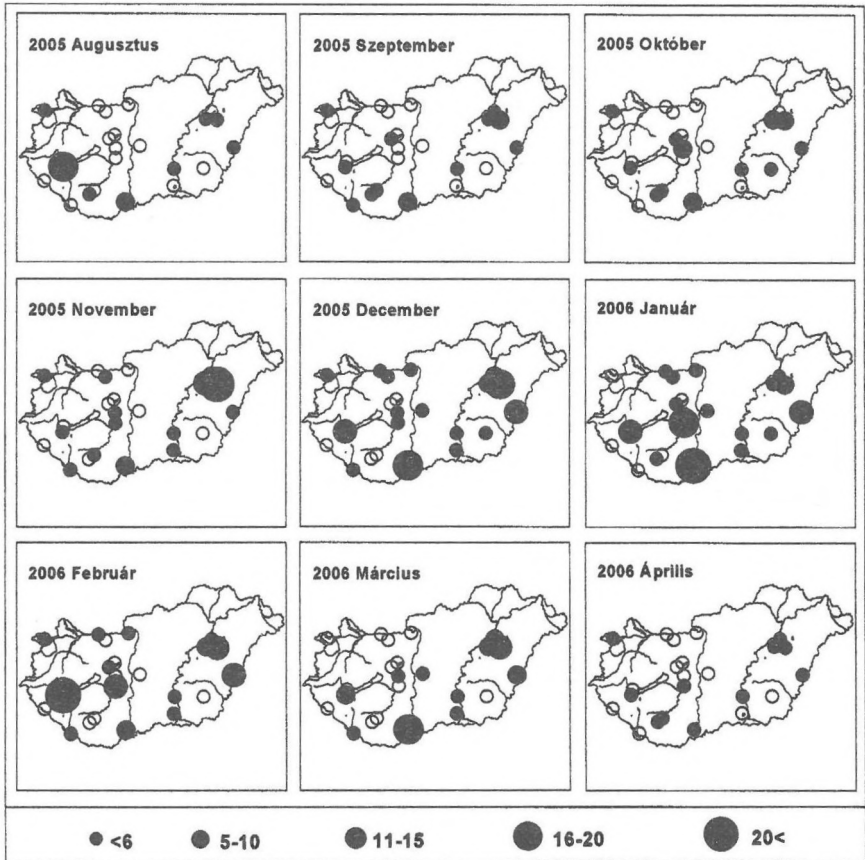 2005 Augusztus
2005 Szeptember
2005 Október
2005 November
2005 December
2006 Január
2006 Február
2006 Március
2006 Április
<6
5-10
11-15
16-20
20<